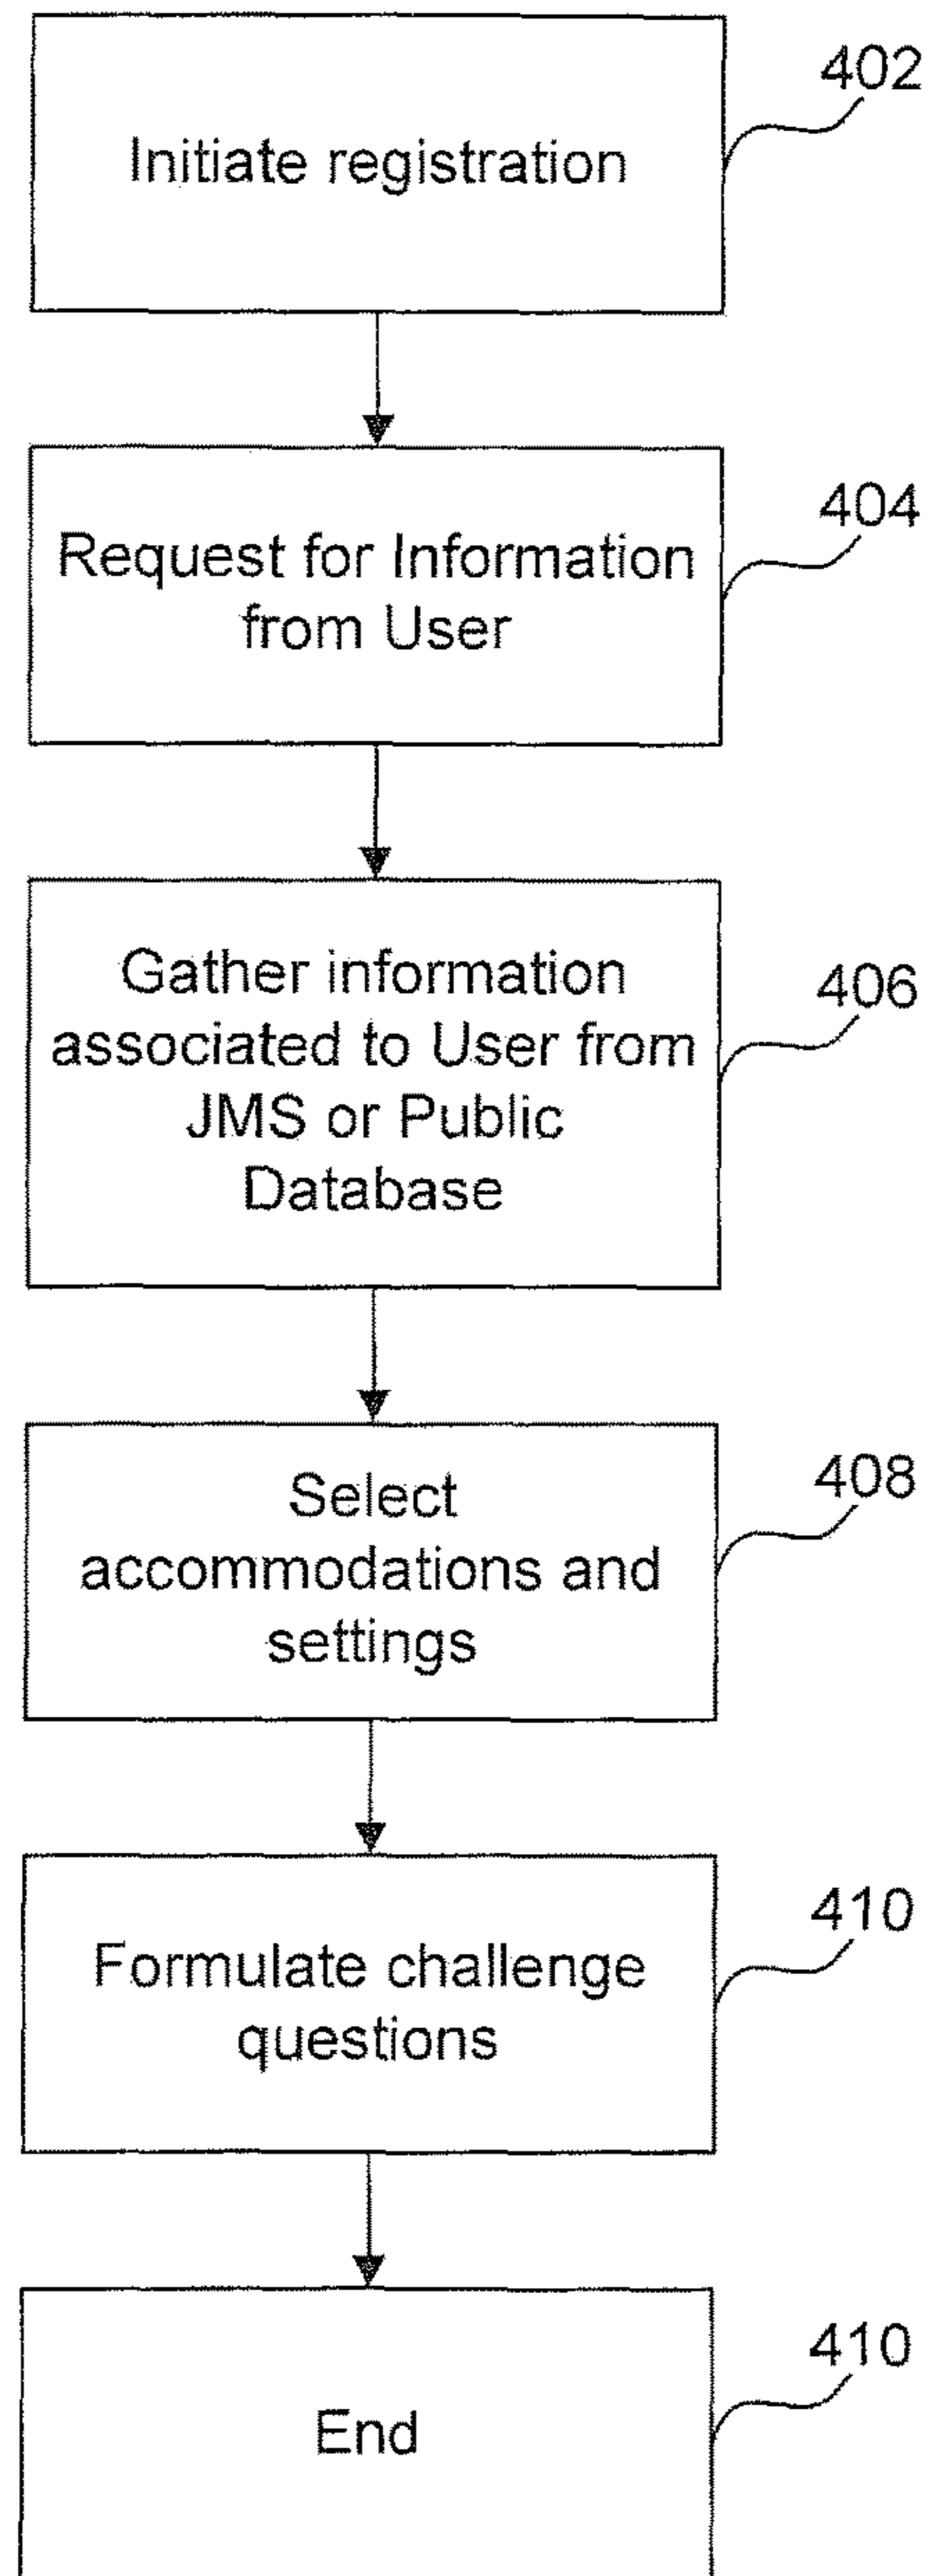 Initiate registration
402
Request for Information
from User
404
Gather information
associated to User from
JMS or Public
Database
406
Select
accommodations and
settings
408
Formulate challenge
questions
410
End
410